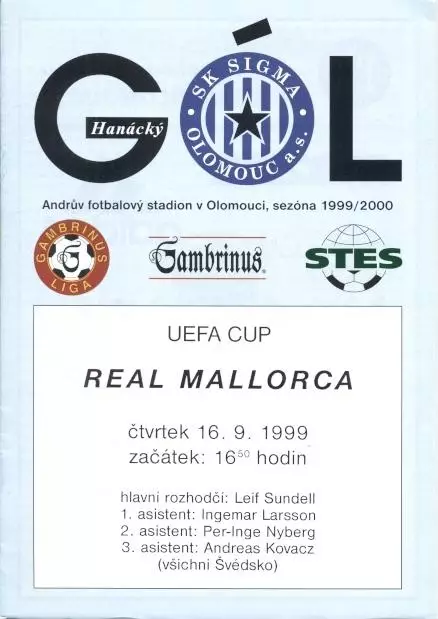 GÓL
Hanácký
SK SIGMA
OLOMOUC a.s.
Andrův fotbalový stadion v Olomouci, sezóna 1999/2000
GAMBRINUS
G
LIGA
Gambrinus®
STES
UEFA CUP
REAL MALLORCA
čtvrtek 16. 9. 1999
začátek: 16⁵⁰ hodin
hlavní rozhodčí: Leif Sundell
1. asistent: Ingemar Larsson
2. asistent: Per-Inge Nyberg
3. asistent: Andreas Kovacz
(všichni Švédsko)